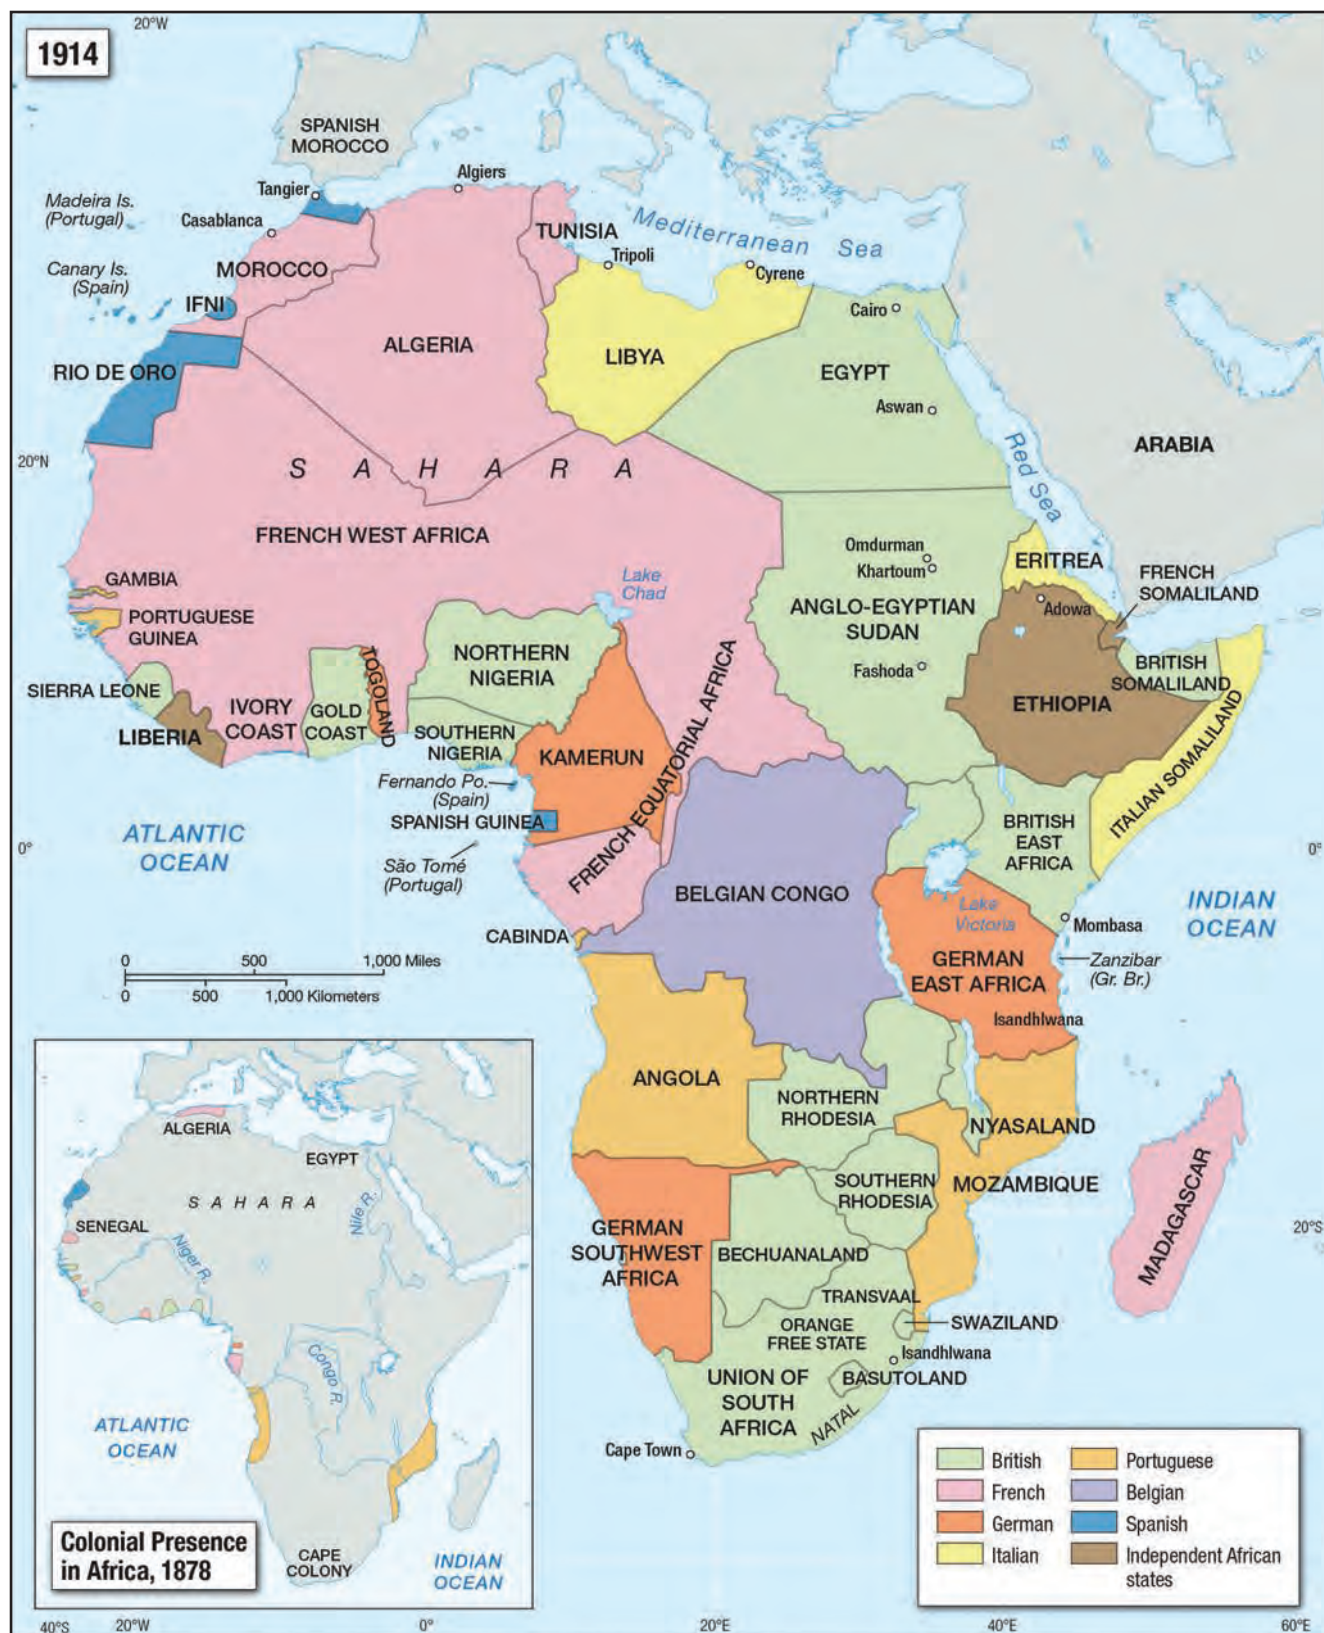 1914
20°W
SPANISH
MOROCCO
Tangier
Algiers
Madeira Is.
(Portugal)
Casablanca
TUNISIA
Mediterranean Sea
Tripoli
Cyrene
Canary Is.
(Spain)
MOROCCO
IFNI
Cairo
ALGERIA
LIBYA
EGYPT
RIO DE ORO
Aswan
ARABIA
20°N
SAHARA
Red Sea
FRENCH WEST AFRICA
Omdurman
Khartoum
ERITREA
FRENCH
SOMALILAND
GAMBIA
Lake
Chad
Adowa
PORTUGUESE
GUINEA
ANGLO-EGYPTIAN
SUDAN
NORTHERN
NIGERIA
TOGOLAND
Fashoda
BRITISH
SOMALILAND
SIERRA LEONE
IVORY
COAST
GOLD
COAST
LIBERIA
SOUTHERN
NIGERIA
ETHIOPIA
KAMERUN
FRENCH EQUATORIAL AFRICA
ITALIAN SOMALILAND
Fernando Po.
(Spain)
SPANISH GUINEA
ATLANTIC
OCEAN
BRITISH
EAST
AFRICA
0°
0°
São Tomé
(Portugal)
BELGIAN CONGO
Lake
Victoria
INDIAN
OCEAN
Mombasa
CABINDA
GERMAN
EAST AFRICA
Zanzibar
(Gr. Br.)
0 500 1,000 Miles
0 500 1,000 Kilometers
Isandhlwana
ANGOLA
NORTHERN
RHODESIA
NYASALAND
SOUTHERN
RHODESIA
MOZAMBIQUE
MADAGASCAR
20°S
GERMAN
SOUTHWEST
AFRICA
BECHUANALAND
TRANSVAAL
ORANGE
FREE STATE
SWAZILAND
Isandhlwana
BASUTOLAND
UNION OF
SOUTH
AFRICA
NATAL
Cape Town
ALGERIA
EGYPT
SAHARA
Nile R.
SENEGAL
Niger R.
Congo R.
ATLANTIC
OCEAN
CAPE
COLONY
INDIAN
OCEAN
Colonial Presence
in Africa, 1878
British
French
German
Italian
Portuguese
Belgian
Spanish
Independent African
states
40°S
20°W
0°
20°E
40°E
60°E